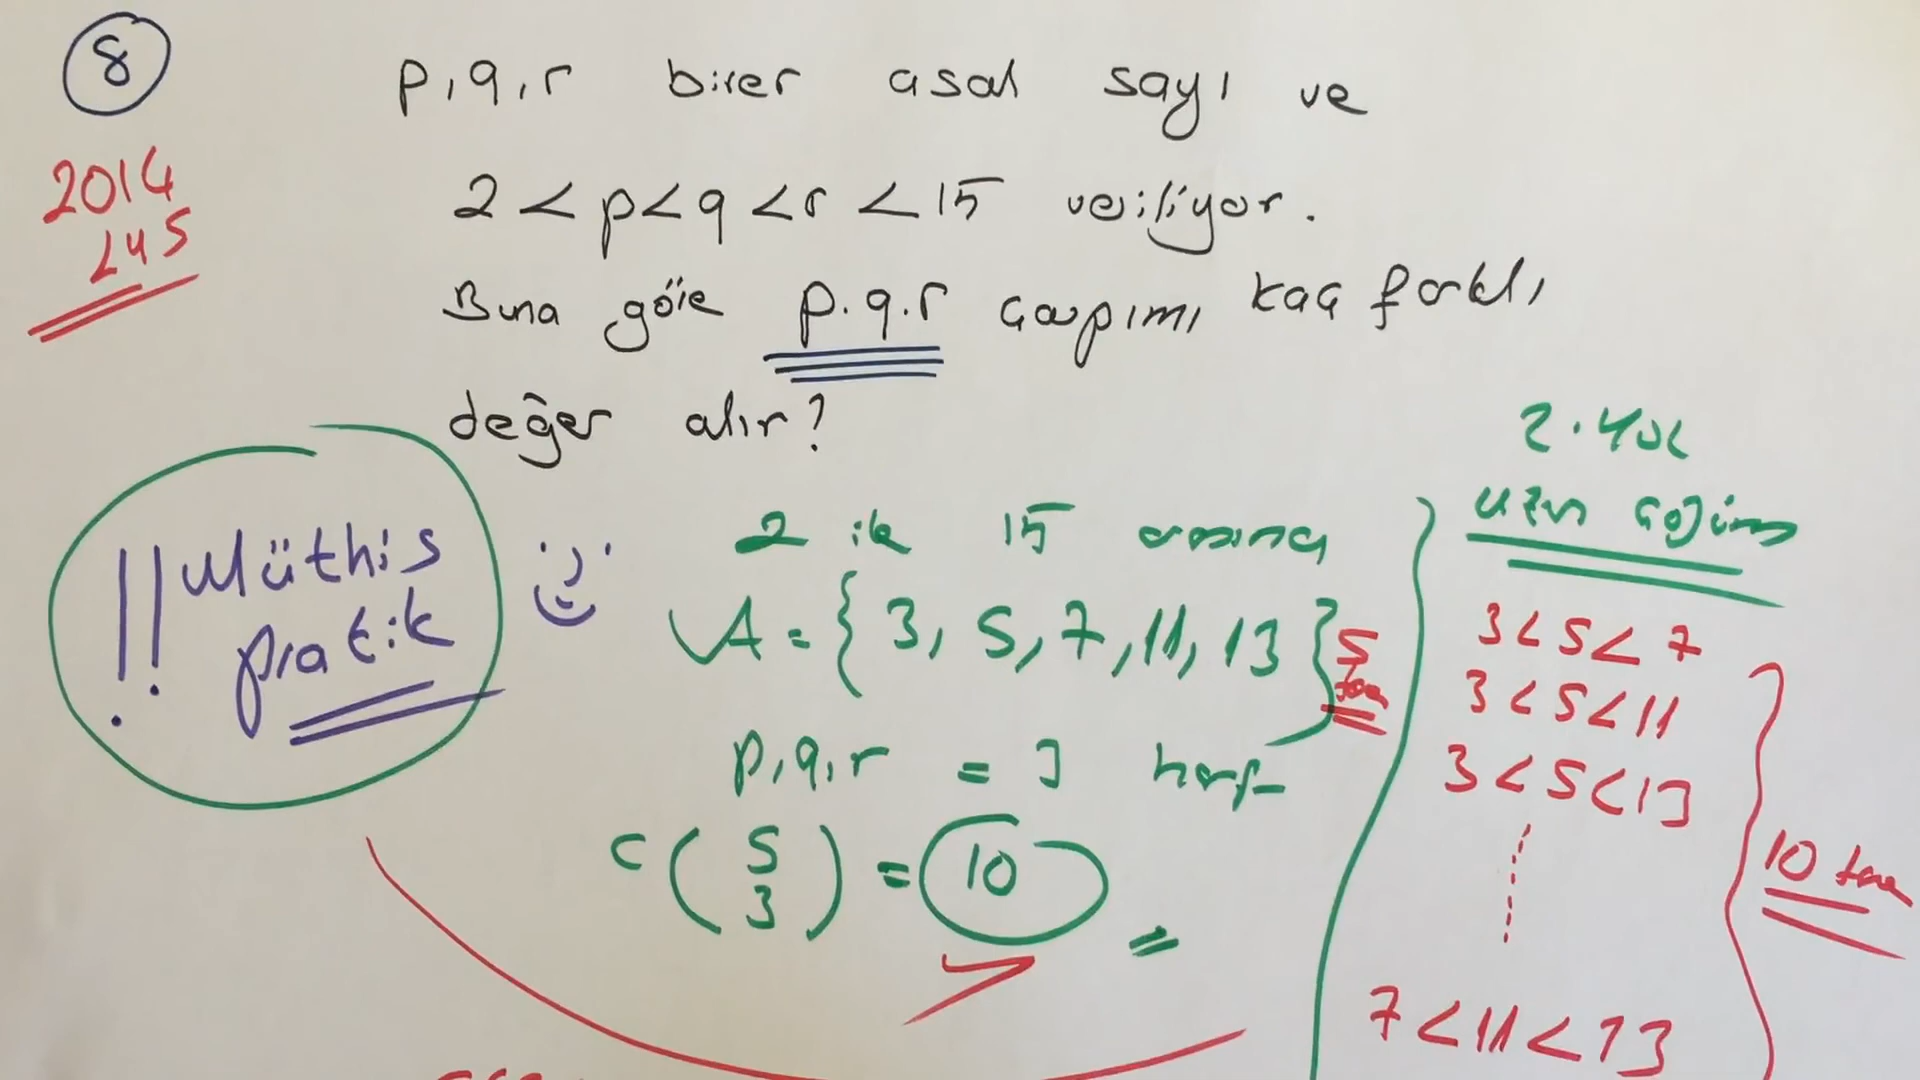 8
2014
LYS
p,q,r birer asal sayı ve
2 < p < q < r < 15 veriliyor.
Buna göre p.q.r çarpımı kaç farklı
değer alır?
!! Müthis
pratik
2 ile 15 arasında
A = {3, 5, 7, 11, 13}
5 tane
p,q,r = 3 harf
C(5 3) = 10
2.YOL
uzun çözüm
3 < 5 < 7
3 < 5 < 11
3 < 5 < 13
7 < 11 < 13
10 tane